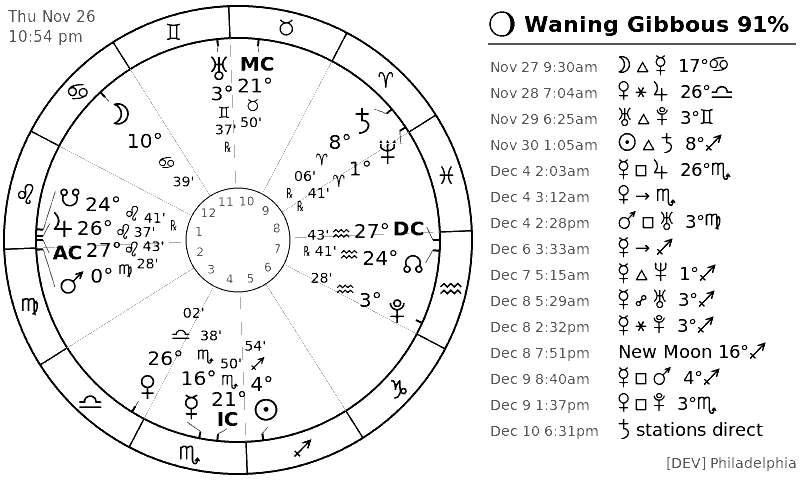 Thu Nov 26
10:54 pm
☽ 10° ♋ 39'
♅ 3° ♊ 37' ℞
MC 21° ♉ 50'
♄ 8° ♈ 06' ℞
♆ 1° ♈ 41' ℞
☋ 24° ♌ 41' ℞
♃ 26° ♌ 37'
AC 27° ♌ 43'
♂ 0° ♍ 28'
DC 27° ♒ 43'
☊ 24° ♒ 41' ℞
♇ 3° ♒ 28'
♀ 26° ♎ 02'
☿ 16° ♏ 38'
IC 21° ♏ 50'
☉ 4° ♐ 54'
♊ ♉ ♈ ♓ ♒ ♑ ♐ ♏ ♎ ♍ ♌ ♋
1 2 3 4 5 6 7 8 9 10 11 12
Waning Gibbous 91%
Nov 27 9:30am ☽ △ ☿ 17°♋
Nov 28 7:04am ♀ ⚹ ♃ 26°♎
Nov 29 6:25am ♅ △ ♇ 3°♊
Nov 30 1:05am ☉ △ ♄ 8°♐
Dec 4 2:03am ☿ □ ♃ 26°♏
Dec 4 3:12am ♀ → ♏
Dec 4 2:28pm ♂ □ ♅ 3°♍
Dec 6 3:33am ☿ → ♐
Dec 7 5:15am ☿ △ ♆ 1°♐
Dec 8 5:29am ☿ ☍ ♅ 3°♐
Dec 8 2:32pm ☿ ⚹ ♇ 3°♐
Dec 8 7:51pm New Moon 16°♐
Dec 9 8:40am ☿ □ ♂ 4°♐
Dec 9 1:37pm ♀ □ ♇ 3°♏
Dec 10 6:31pm ♄ stations direct
[DEV] Philadelphia